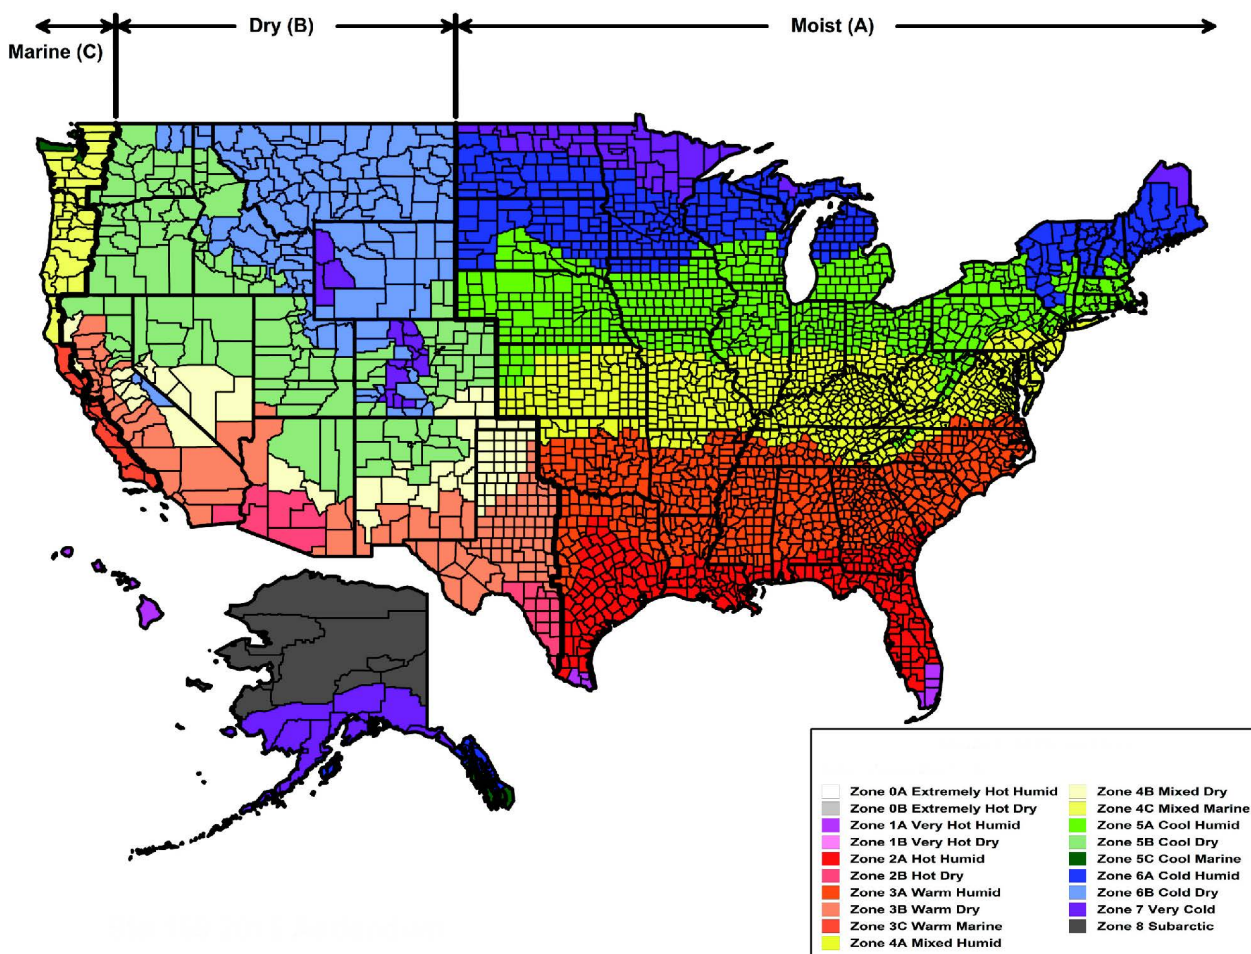 Dry (B)
Moist (A)
Marine (C)
Zone 0A Extremely Hot Humid
Zone 0B Extremely Hot Dry
Zone 1A Very Hot Humid
Zone 1B Very Hot Dry
Zone 2A Hot Humid
Zone 2B Hot Dry
Zone 3A Warm Humid
Zone 3B Warm Dry
Zone 3C Warm Marine
Zone 4A Mixed Humid
Zone 4B Mixed Dry
Zone 4C Mixed Marine
Zone 5A Cool Humid
Zone 5B Cool Dry
Zone 5C Cool Marine
Zone 6A Cold Humid
Zone 6B Cold Dry
Zone 7 Very Cold
Zone 8 Subarctic